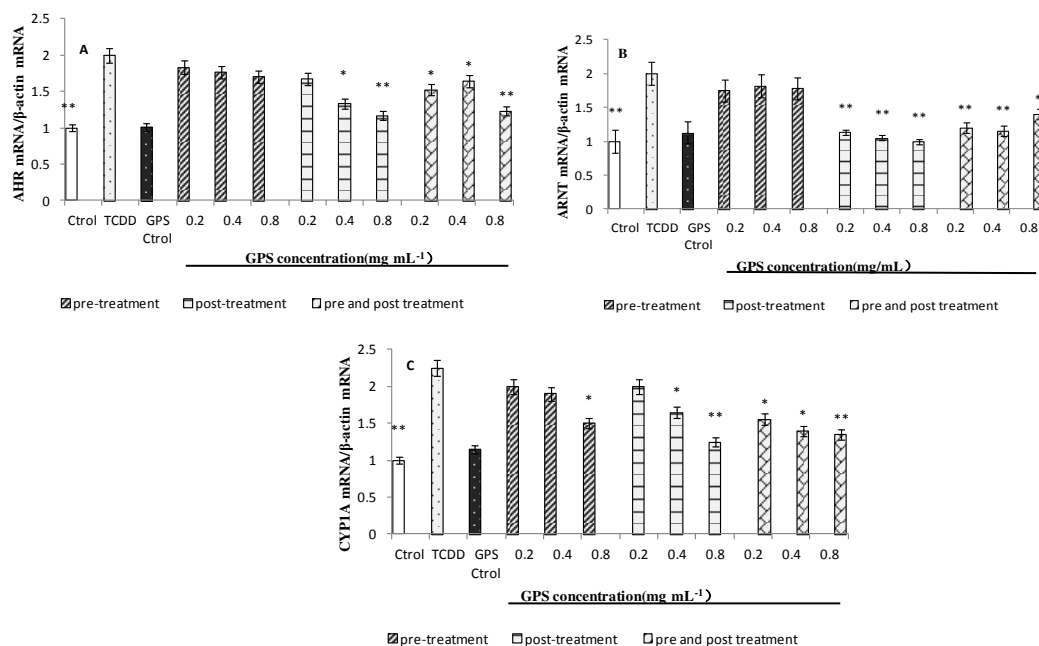 A
AHR mRNA/β-actin mRNA
2.5
2
1.5
1
0.5
0
**
*
**
*
*
**
Ctrol TCDD GPS Ctrol 0.2 0.4 0.8 0.2 0.4 0.8 0.2 0.4 0.8
GPS concentration(mg mL-1）
pre-treatment post-treatment pre and post treatment
B
ARNT mRNA/β-actin mRNA
2.5
2
1.5
1
0.5
0
**
**
**
**
**
**
Ctrol TCDD GPS Ctrol 0.2 0.4 0.8 0.2 0.4 0.8 0.2 0.4 0.8
GPS concentration(mg/mL）
pre-treatment post-treatment pre and post treatment
C
CYP1A mRNA/β-actin mRNA
2.5
2
1.5
1
0.5
0
**
*
*
**
*
*
**
Ctrol TCDD GPS Ctrol 0.2 0.4 0.8 0.2 0.4 0.8 0.2 0.4 0.8
GPS concentration(mg mL-1）
pre-treatment post-treatment pre and post treatment